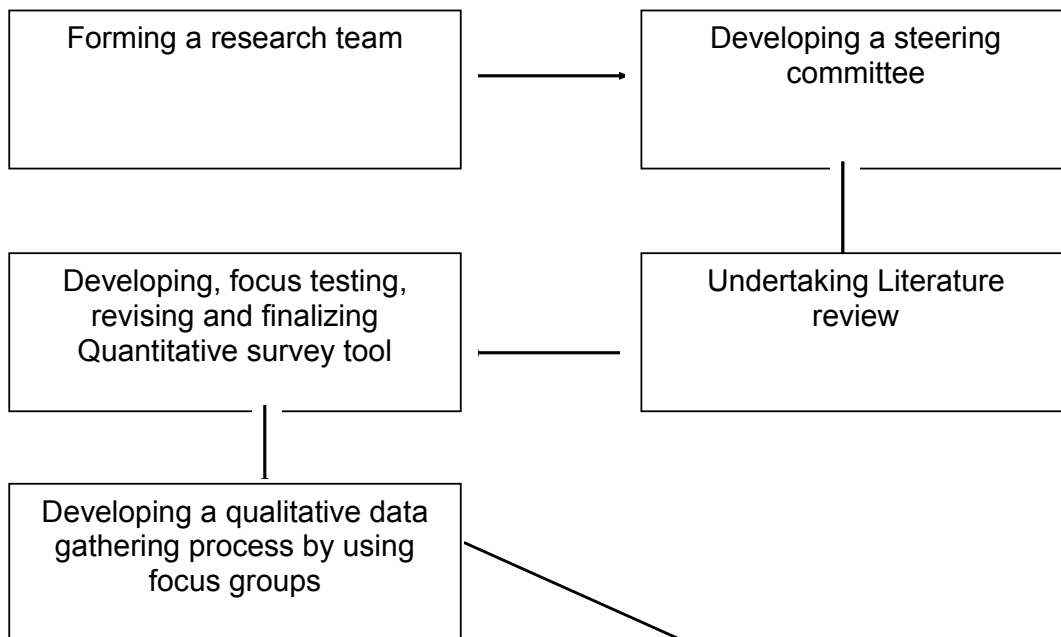 Forming a research team
Developing a steering
committee
Undertaking Literature
review
Developing, focus testing,
revising and finalizing
Quantitative survey tool
Developing a qualitative data
gathering process by using
focus groups